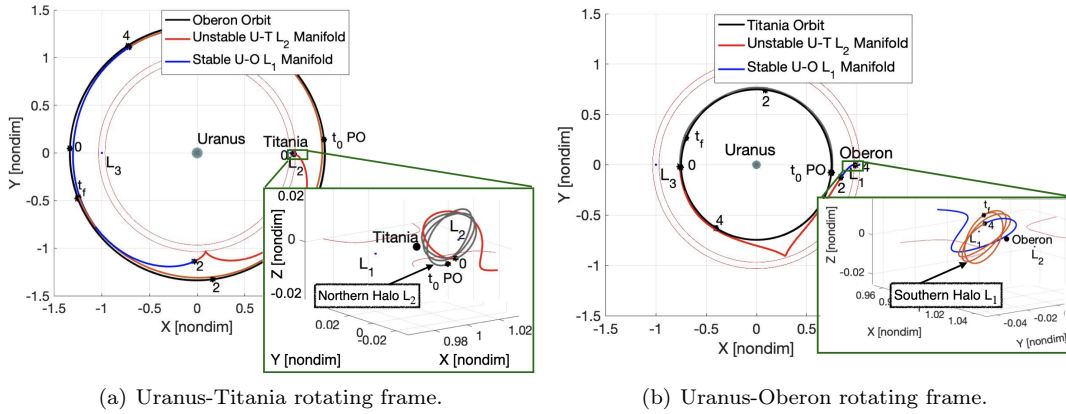 Oberon Orbit
Unstable U-T L2 Manifold
Stable U-O L1 Manifold
1.5
1
0.5
0
-0.5
-1
-1.5
Y [nondim]
-1.5 -1 -0.5 0
X [nondim]
4
0
tf
2
2
Uranus
Titania
0
L2
L3
t0 PO
0.02
0
-0.02
Z [nondim]
Titania
L2
L1
0
t0 PO
Northern Halo L2
0.02
0
-0.02
Y [nondim]
0.98 1 1.02
X [nondim]
(a) Uranus-Titania rotating frame.
Titania Orbit
Unstable U-T L2 Manifold
Stable U-O L1 Manifold
1.5
1
0.5
0
-0.5
-1
-1.5
Y [nondim]
-1.5 -1 -0.5 0 0.5
X [nondim]
2
tf
0
4
Uranus
Oberon
t0 PO
L3
L1
4
2
0
-0.02
Z [nondim]
tf
4
L1
Oberon
L2
Southern Halo L1
0.96
1.02 1.04
X [nondim]
-0.04 -0.02
Y [nondim]
(b) Uranus-Oberon rotating frame.